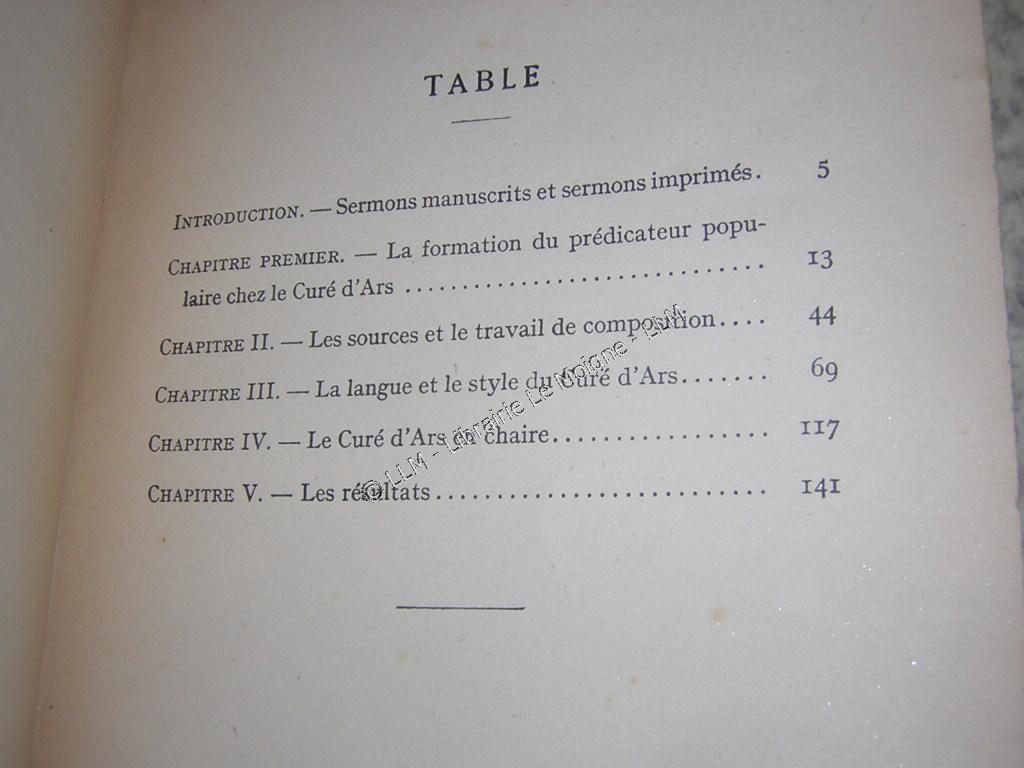 TABLE
INTRODUCTION. — Sermons manuscrits et sermons imprimés. 5
CHAPITRE PREMIER. — La formation du prédicateur popu-
laire chez le Curé d'Ars .............................. 13
CHAPITRE II. — Les sources et le travail de composition.... 44
CHAPITRE III. — La langue et le style du Curé d'Ars....... 69
CHAPITRE IV. — Le Curé d'Ars en chaire.................. 117
CHAPITRE V. — Les résultats........................... 141
© LLM - Librairie Le Moigne - LLM